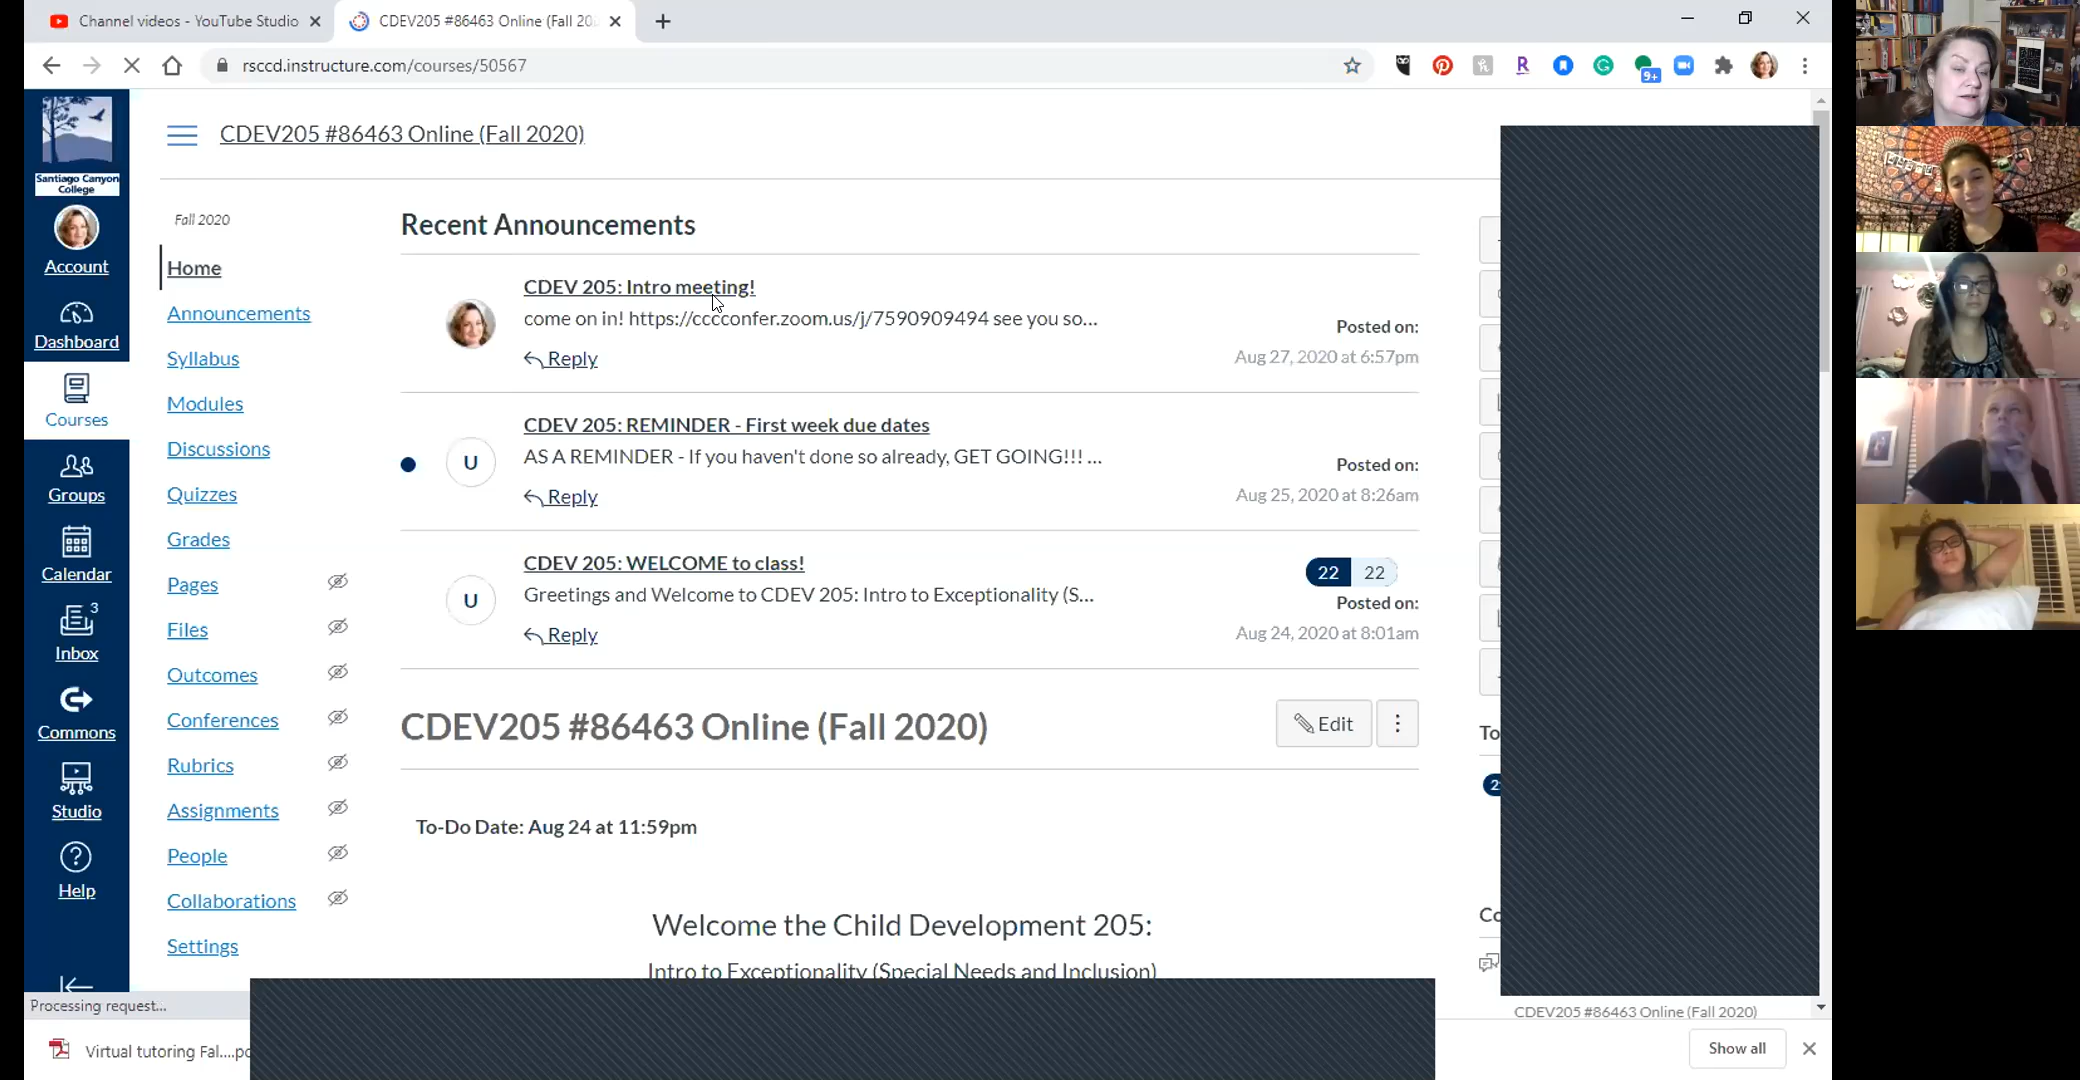 Channel videos - YouTube Studio
CDEV205 #86463 Online (Fall 20
rsccd.instructure.com/courses/50567
9+
Santiago Canyon
College
Account
Dashboard
Courses
Groups
Calendar
3
Inbox
Commons
Studio
Help
CDEV205 #86463 Online (Fall 2020)
Fall 2020
Home
Announcements
Syllabus
Modules
Discussions
Quizzes
Grades
Pages
Files
Outcomes
Conferences
Rubrics
Assignments
People
Collaborations
Settings
Recent Announcements
CDEV 205: Intro meeting!
come on in! https://cccconfer.zoom.us/j/7590909494 see you so...
Reply
Posted on:
Aug 27, 2020 at 6:57pm
U
CDEV 205: REMINDER - First week due dates
AS A REMINDER - If you haven't done so already, GET GOING!!! ...
Reply
Posted on:
Aug 25, 2020 at 8:26am
U
CDEV 205: WELCOME to class!
Greetings and Welcome to CDEV 205: Intro to Exceptionality (S...
Reply
22 22
Posted on:
Aug 24, 2020 at 8:01am
CDEV205 #86463 Online (Fall 2020)
Edit
To-Do Date: Aug 24 at 11:59pm
Welcome the Child Development 205:
Intro to Exceptionality (Special Needs and Inclusion)
To
2
Co
Processing request...
CDEV205 #86463 Online (Fall 2020)
Virtual tutoring Fal....pd
Show all